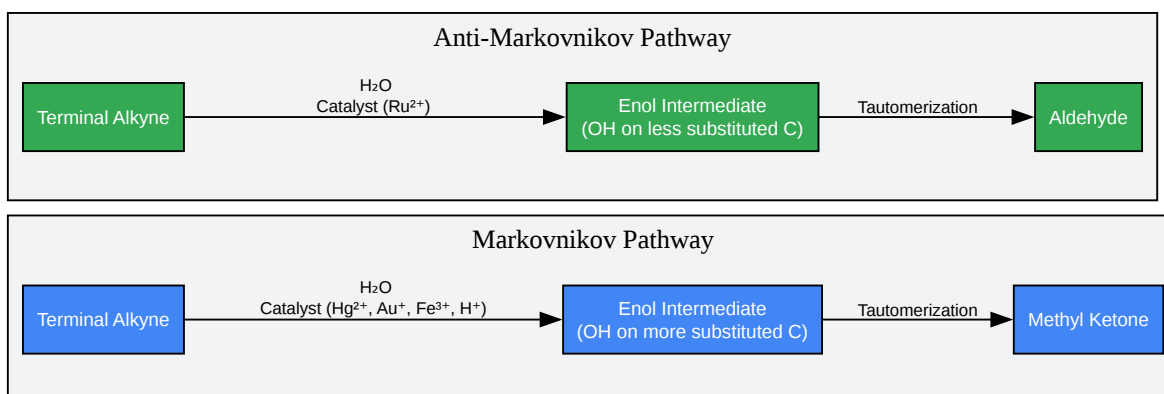 Anti-Markovnikov Pathway
Terminal Alkyne
H₂O
Catalyst (Ru²⁺)
Enol Intermediate
(OH on less substituted C)
Tautomerization
Aldehyde
Markovnikov Pathway
Terminal Alkyne
H₂O
Catalyst (Hg²⁺, Au⁺, Fe³⁺, H⁺)
Enol Intermediate
(OH on more substituted C)
Tautomerization
Methyl Ketone